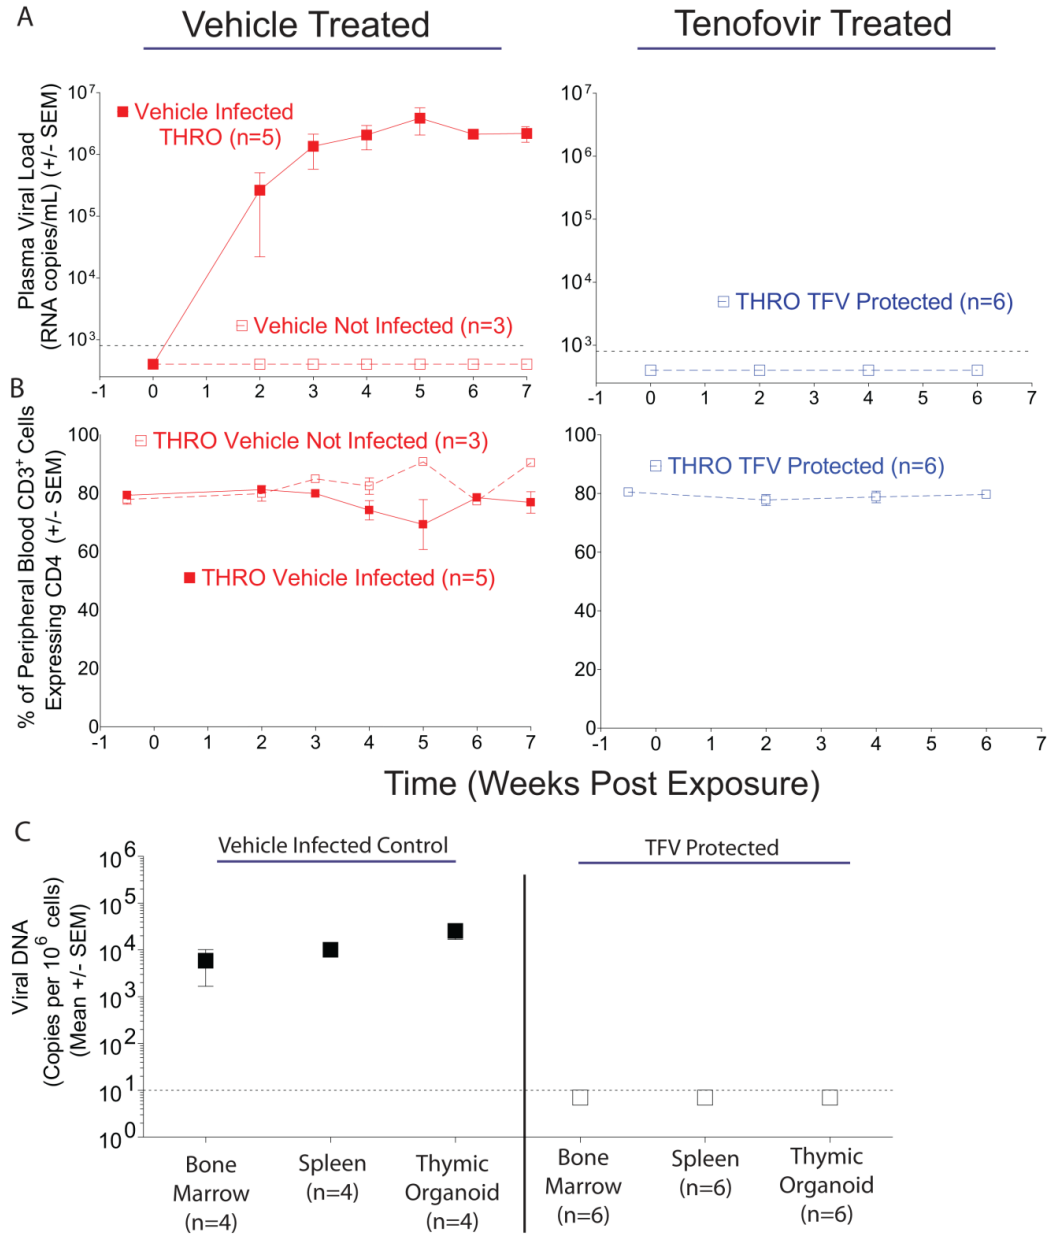 A
Vehicle Treated
Tenofovir Treated
Plasma Viral Load
(RNA copies/mL) (+/- SEM)
10⁷
10⁶
10⁵
10⁴
10³
Vehicle Infected
THRO (n=5)
Vehicle Not Infected (n=3)
-1 0 2 3 4 5 6 7
10⁷
10⁶
10⁵
10⁴
10³
THRO TFV Protected (n=6)
-1 0 1 2 3 4 5 6 7
B
% of Peripheral Blood CD3⁺ Cells
Expressing CD4 (+/- SEM)
100
80
60
40
20
0
THRO Vehicle Not Infected (n=3)
THRO Vehicle Infected (n=5)
-1 0 2 3 4 5 6 7
100
80
60
40
20
0
THRO TFV Protected (n=6)
-1 0 1 2 3 4 5 6 7
Time (Weeks Post Exposure)
C
Vehicle Infected Control
TFV Protected
Viral DNA
(Copies per 10⁶ cells)
(Mean +/- SEM)
10⁶
10⁵
10⁴
10³
10²
10¹
10⁰
Bone
Marrow
(n=4)
Spleen
(n=4)
Thymic
Organoid
(n=4)
Bone
Marrow
(n=6)
Spleen
(n=6)
Thymic
Organoid
(n=6)